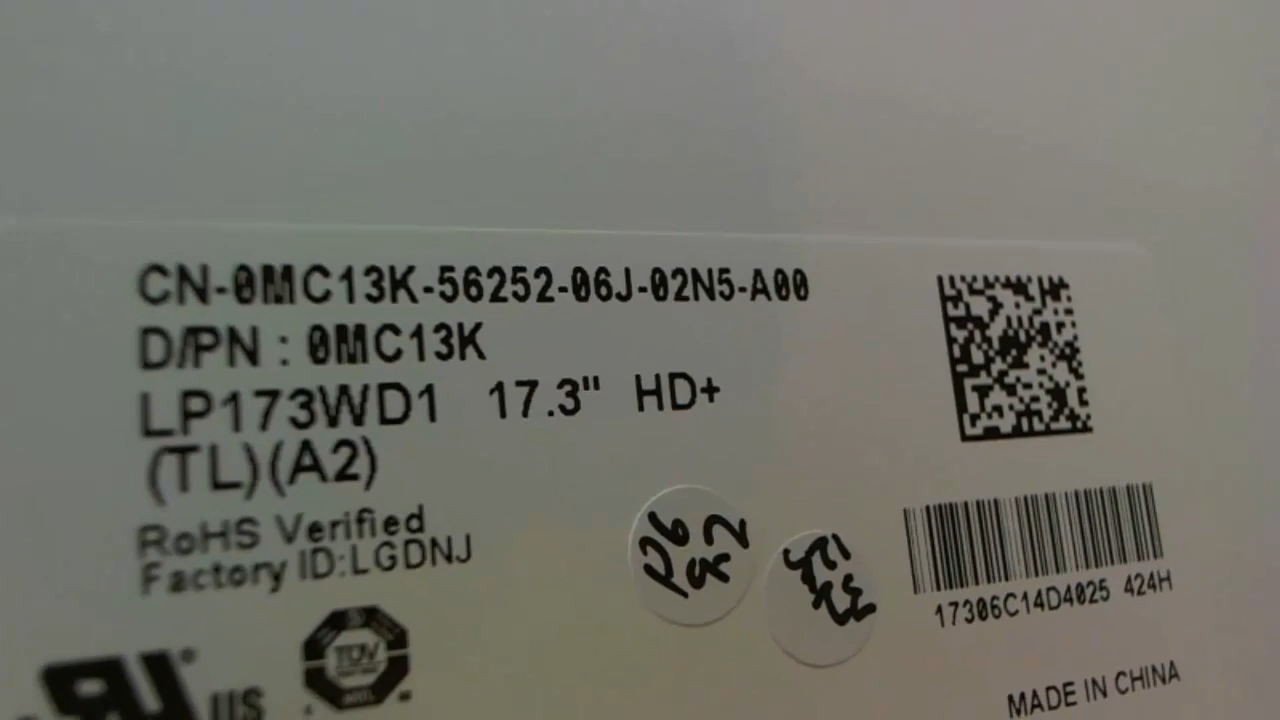 CN-0MC13K-56252-06J-02N5-A00
D/PN : 0MC13K
LP173WD1 17.3" HD+
(TL)(A2)
RoHS Verified
Factory ID:LGDNJ
17306C14D4025 424H
TÜV
US
MADE IN CHINA